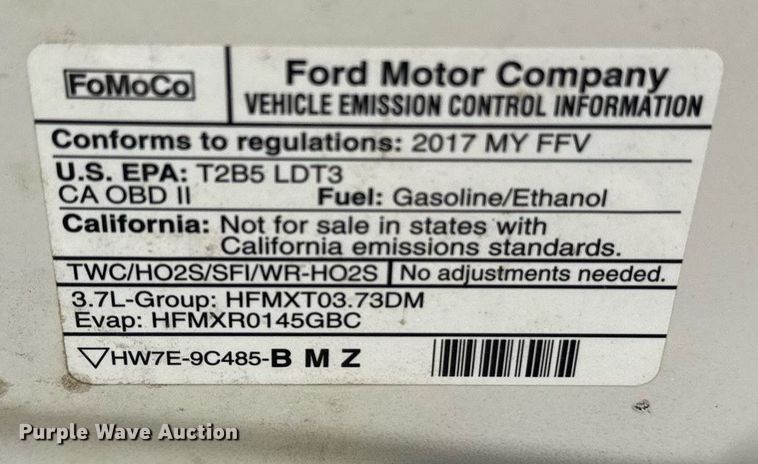 FoMoCo
Ford Motor Company
VEHICLE EMISSION CONTROL INFORMATION
Conforms to regulations: 2017 MY FFV
U.S. EPA: T2B5 LDT3
CA OBD II Fuel: Gasoline/Ethanol
California: Not for sale in states with
California emissions standards.
TWC/HO2S/SFI/WR-HO2S No adjustments needed.
3.7L-Group: HFMXT03.73DM
Evap: HFMXR0145GBC
HW7E-9C485-B M Z
Purple Wave Auction